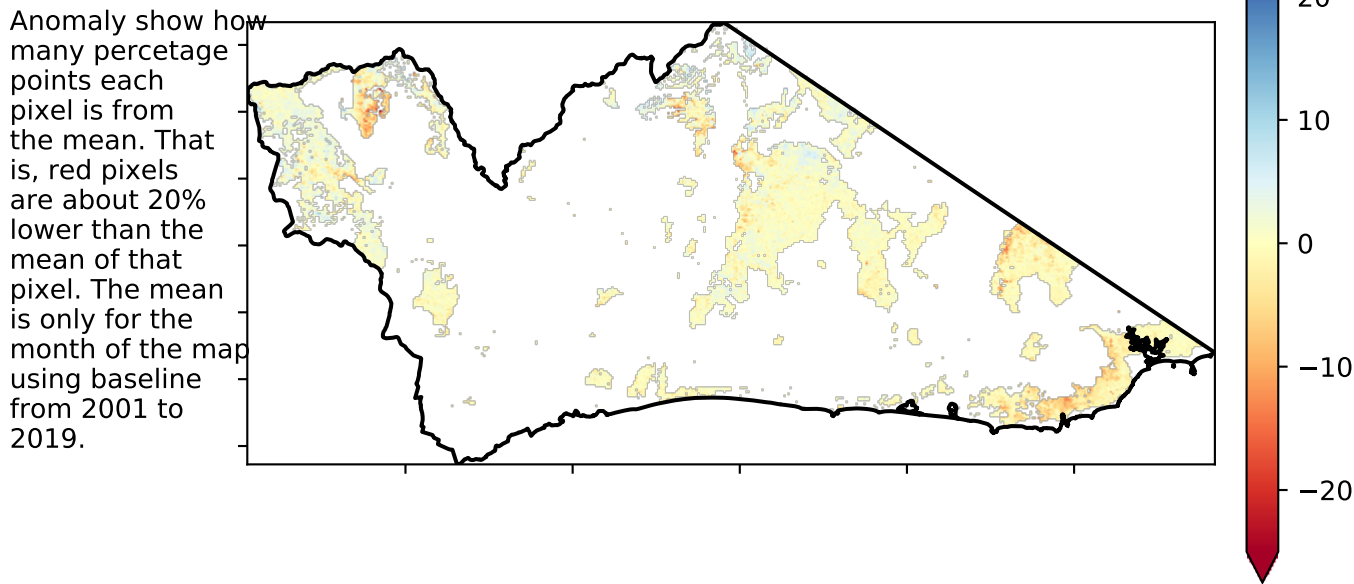 Anomaly show how
many percetage
points each
pixel is from
the mean. That
is, red pixels
are about 20%
lower than the
mean of that
pixel. The mean
is only for the
month of the map
using baseline
from 2001 to
2019.
20
10
0
−10
−20